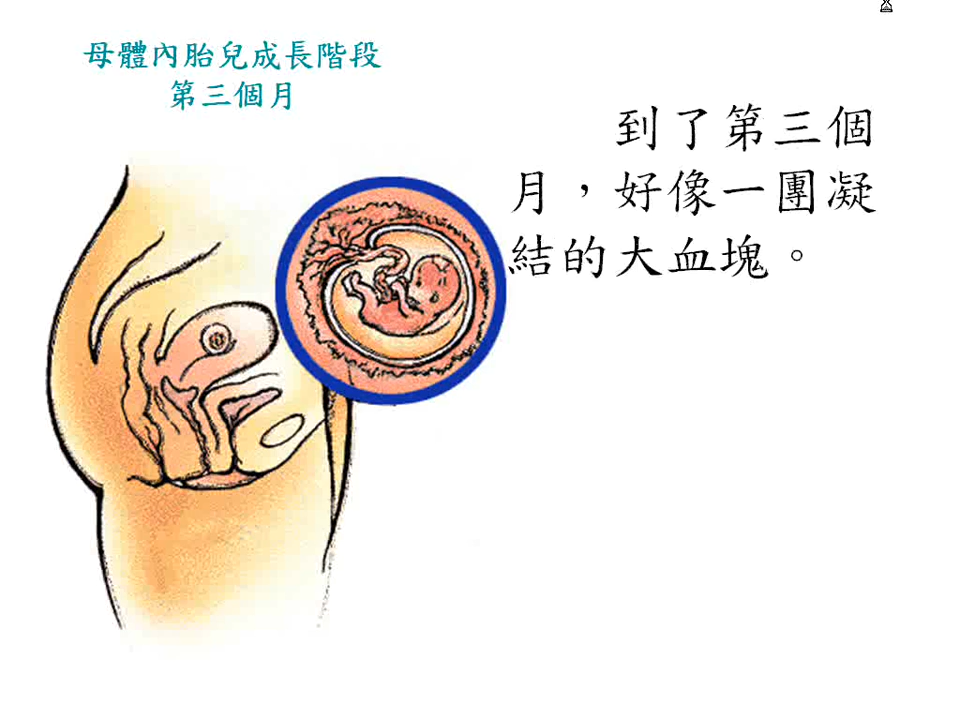 母體內胎兒成長階段
第三個月
到了第三個
月，好像一團凝
結的大血塊。